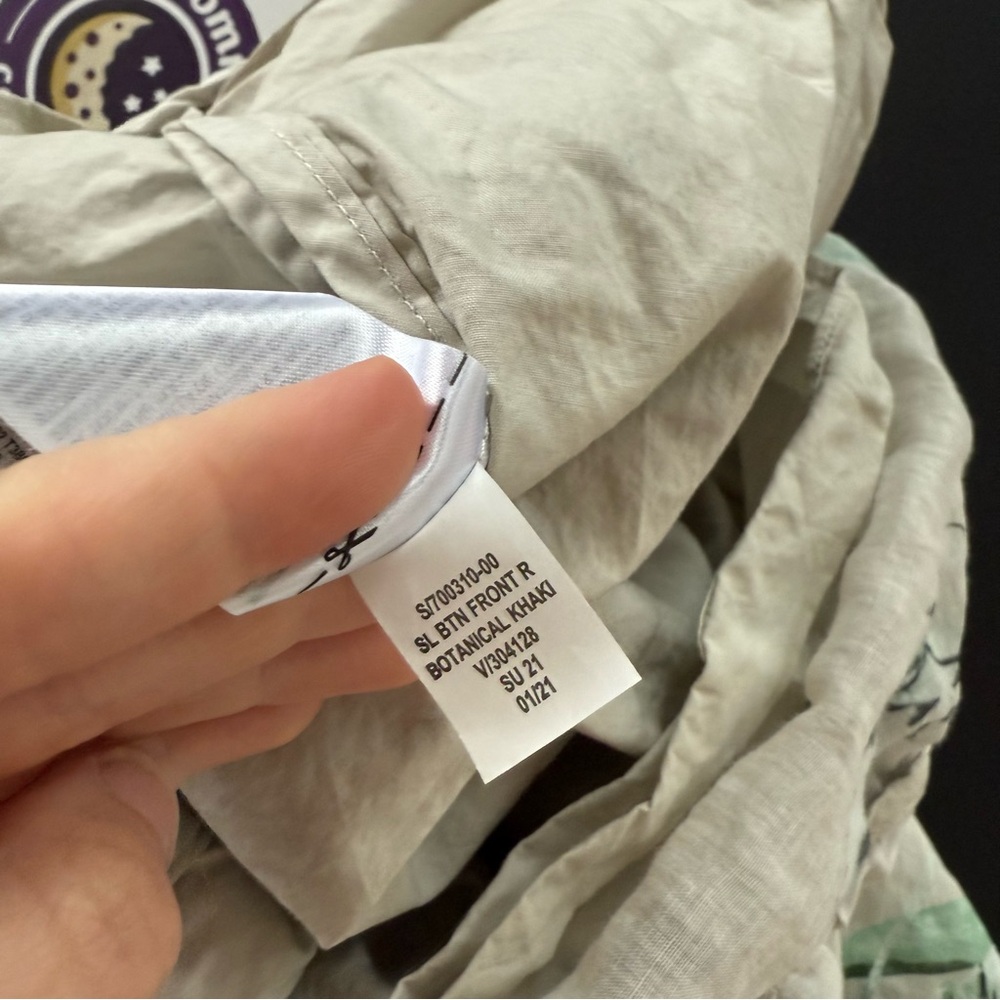 S/700310-00
SL BTN FRONT R
BOTANICAL KHAKI
V/304128
SU 21
01/21